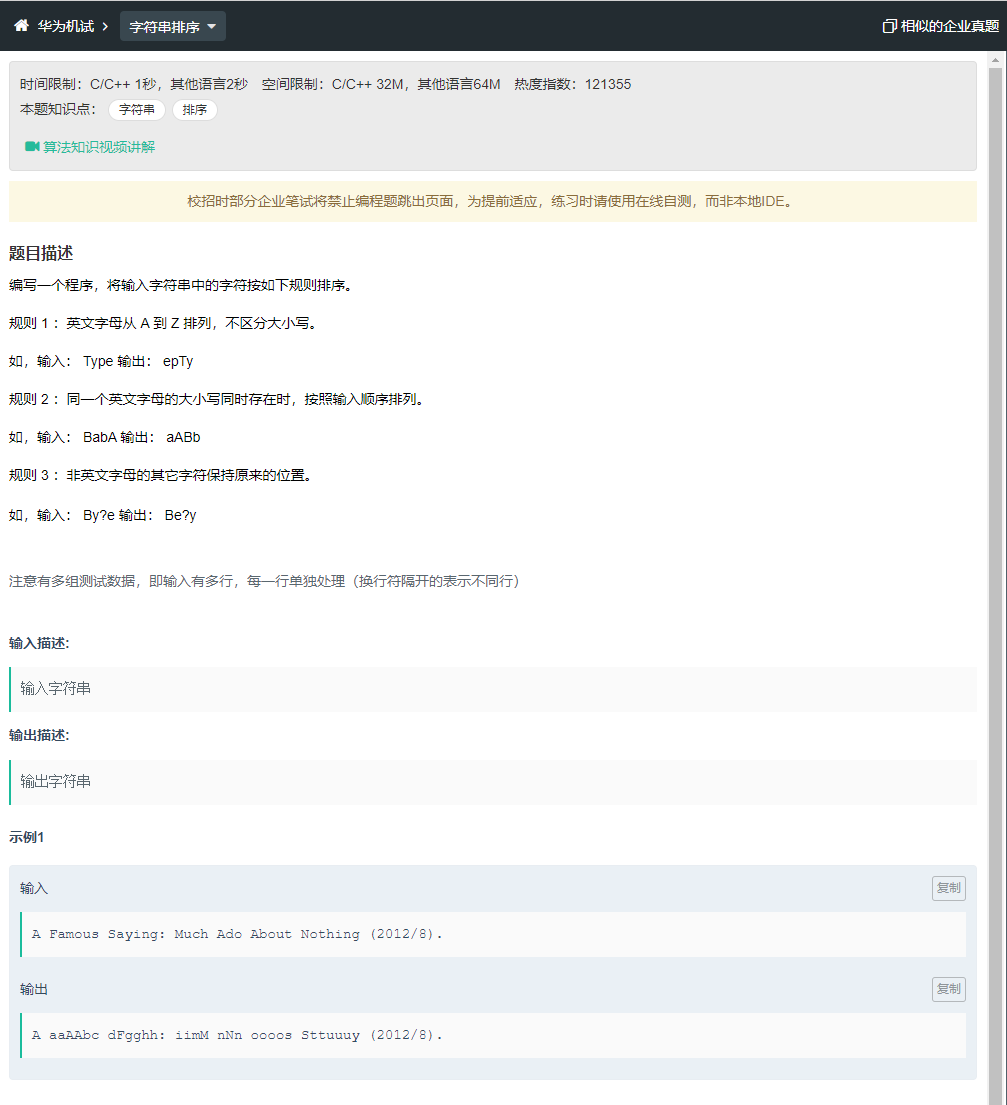 华为机试 > 字符串排序 相似的企业真题
时间限制：C/C++ 1秒，其他语言2秒 空间限制：C/C++ 32M，其他语言64M 热度指数：121355
本题知识点： 字符串 排序
算法知识视频讲解
校招时部分企业笔试将禁止编程题跳出页面，为提前适应，练习时请使用在线自测，而非本地IDE。
题目描述
编写一个程序，将输入字符串中的字符按如下规则排序。
规则 1 ：英文字母从 A 到 Z 排列，不区分大小写。
如，输入： Type 输出： epTy
规则 2 ：同一个英文字母的大小写同时存在时，按照输入顺序排列。
如，输入： BabA 输出： aABb
规则 3 ：非英文字母的其它字符保持原来的位置。
如，输入： By?e 输出： Be?y
注意有多组测试数据，即输入有多行，每一行单独处理（换行符隔开的表示不同行）
输入描述:
输入字符串
输出描述:
输出字符串
示例1
输入 复制
A Famous Saying: Much Ado About Nothing (2012/8).
输出 复制
A aaAAbc dFgghh: iimM nNn oooos Sttuuuy (2012/8).